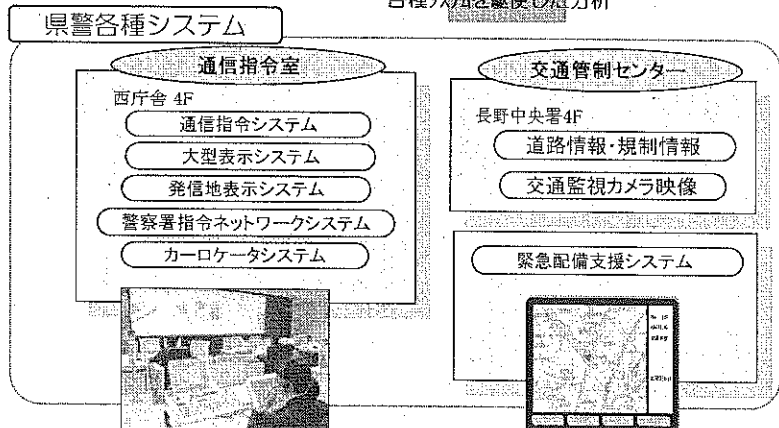 県警各種システム
通信指令室
西庁舎 4F
通信指令システム
大型表示システム
発信地表示システム
警察署指令ネットワークシステム
カーロケータシステム
交通管制センター
長野中央署4F
道路情報・規制情報
交通監視カメラ映像
緊急配備支援システム